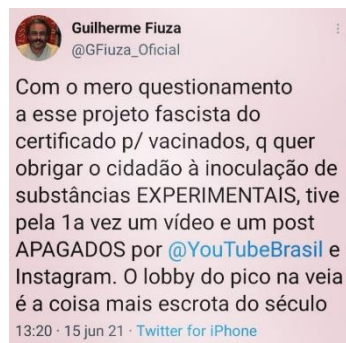 Guilherme Fiuza
@GFiuza_Oficial
Com o mero questionamento
a esse projeto fascista do
certificado p/ vacinados, q quer
obrigar o cidadão à inoculação de
substâncias EXPERIMENTAIS, tive
pela 1a vez um vídeo e um post
APAGADOS por @YouTubeBrasil e
Instagram. O lobby do pico na veia
é a coisa mais escrota do século
13:20 · 15 jun 21 · Twitter for iPhone